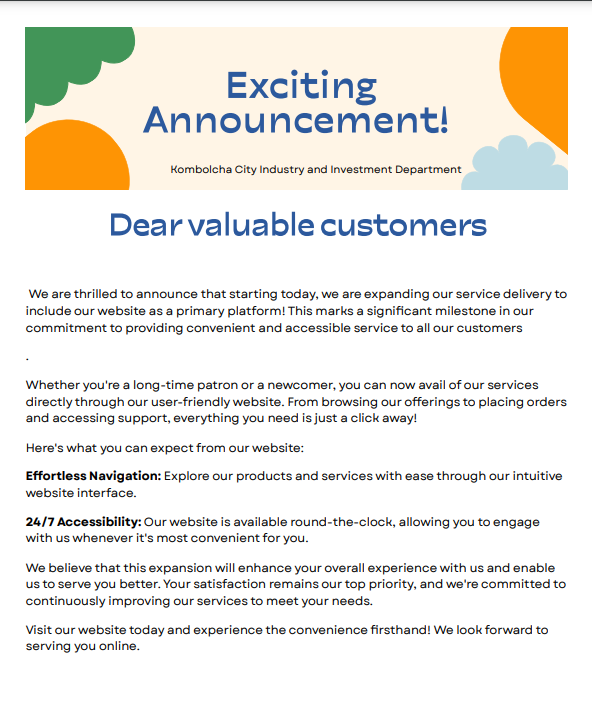 Exciting
Announcement!
Kombolcha City Industry and Investment Department
Dear valuable customers
We are thrilled to announce that starting today, we are expanding our service delivery to
include our website as a primary platform! This marks a significant milestone in our
commitment to providing convenient and accessible service to all our customers
.
Whether you're a long-time patron or a newcomer, you can now avail of our services
directly through our user-friendly website. From browsing our offerings to placing orders
and accessing support, everything you need is just a click away!
Here's what you can expect from our website:
Effortless Navigation: Explore our products and services with ease through our intuitive
website interface.
24/7 Accessibility: Our website is available round-the-clock, allowing you to engage
with us whenever it's most convenient for you.
We believe that this expansion will enhance your overall experience with us and enable
us to serve you better. Your satisfaction remains our top priority, and we're committed to
continuously improving our services to meet your needs.
Visit our website today and experience the convenience firsthand! We look forward to
serving you online.